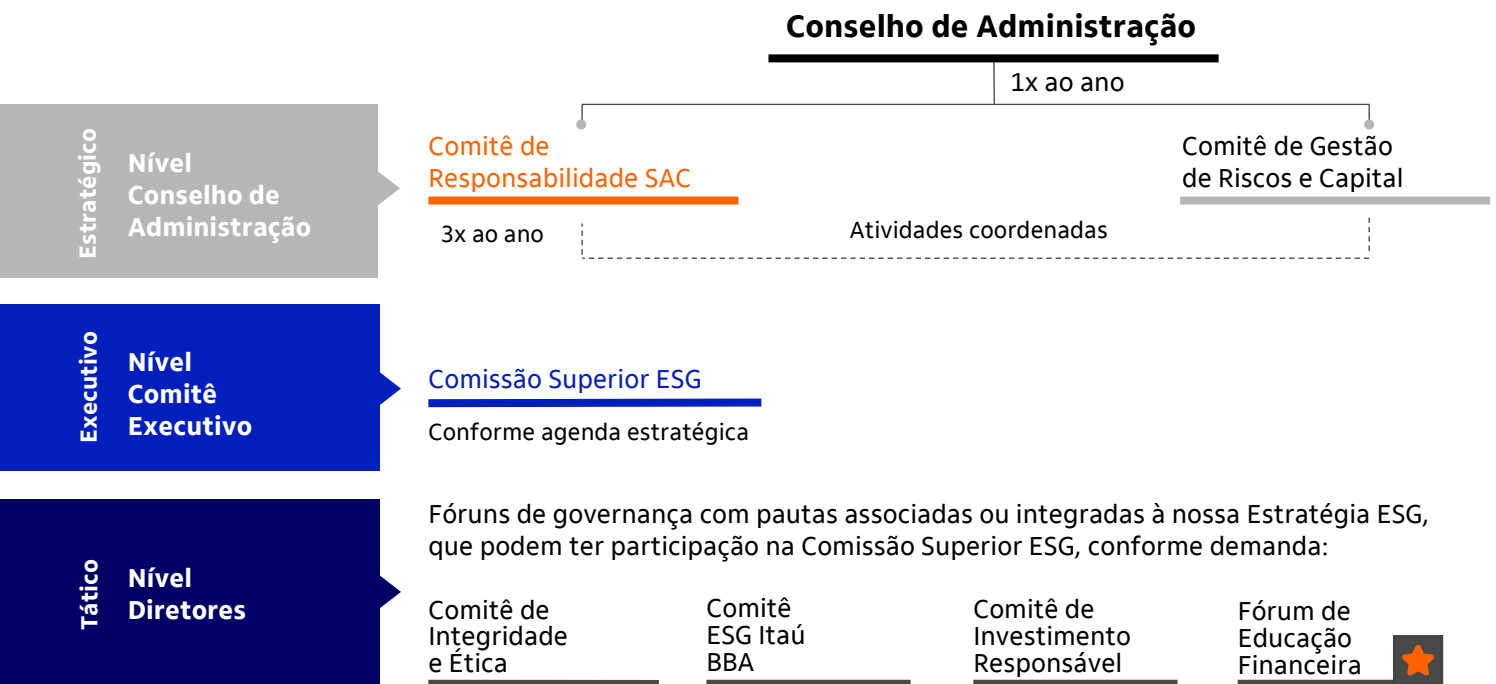 Conselho de Administração
1x ao ano
Estratégico
Nível
Conselho de
Administração
Comitê de
Responsabilidade SAC
3x ao ano
Atividades coordenadas
Comitê de Gestão
de Riscos e Capital
Executivo
Nível
Comitê
Executivo
Comissão Superior ESG
Conforme agenda estratégica
Tático
Nível
Diretores
Fóruns de governança com pautas associadas ou integradas à nossa Estratégia ESG,
que podem ter participação na Comissão Superior ESG, conforme demanda:
Comitê de
Integridade
e Ética
Comitê
ESG Itaú
BBA
Comitê de
Investimento
Responsável
Fórum de
Educação
Financeira